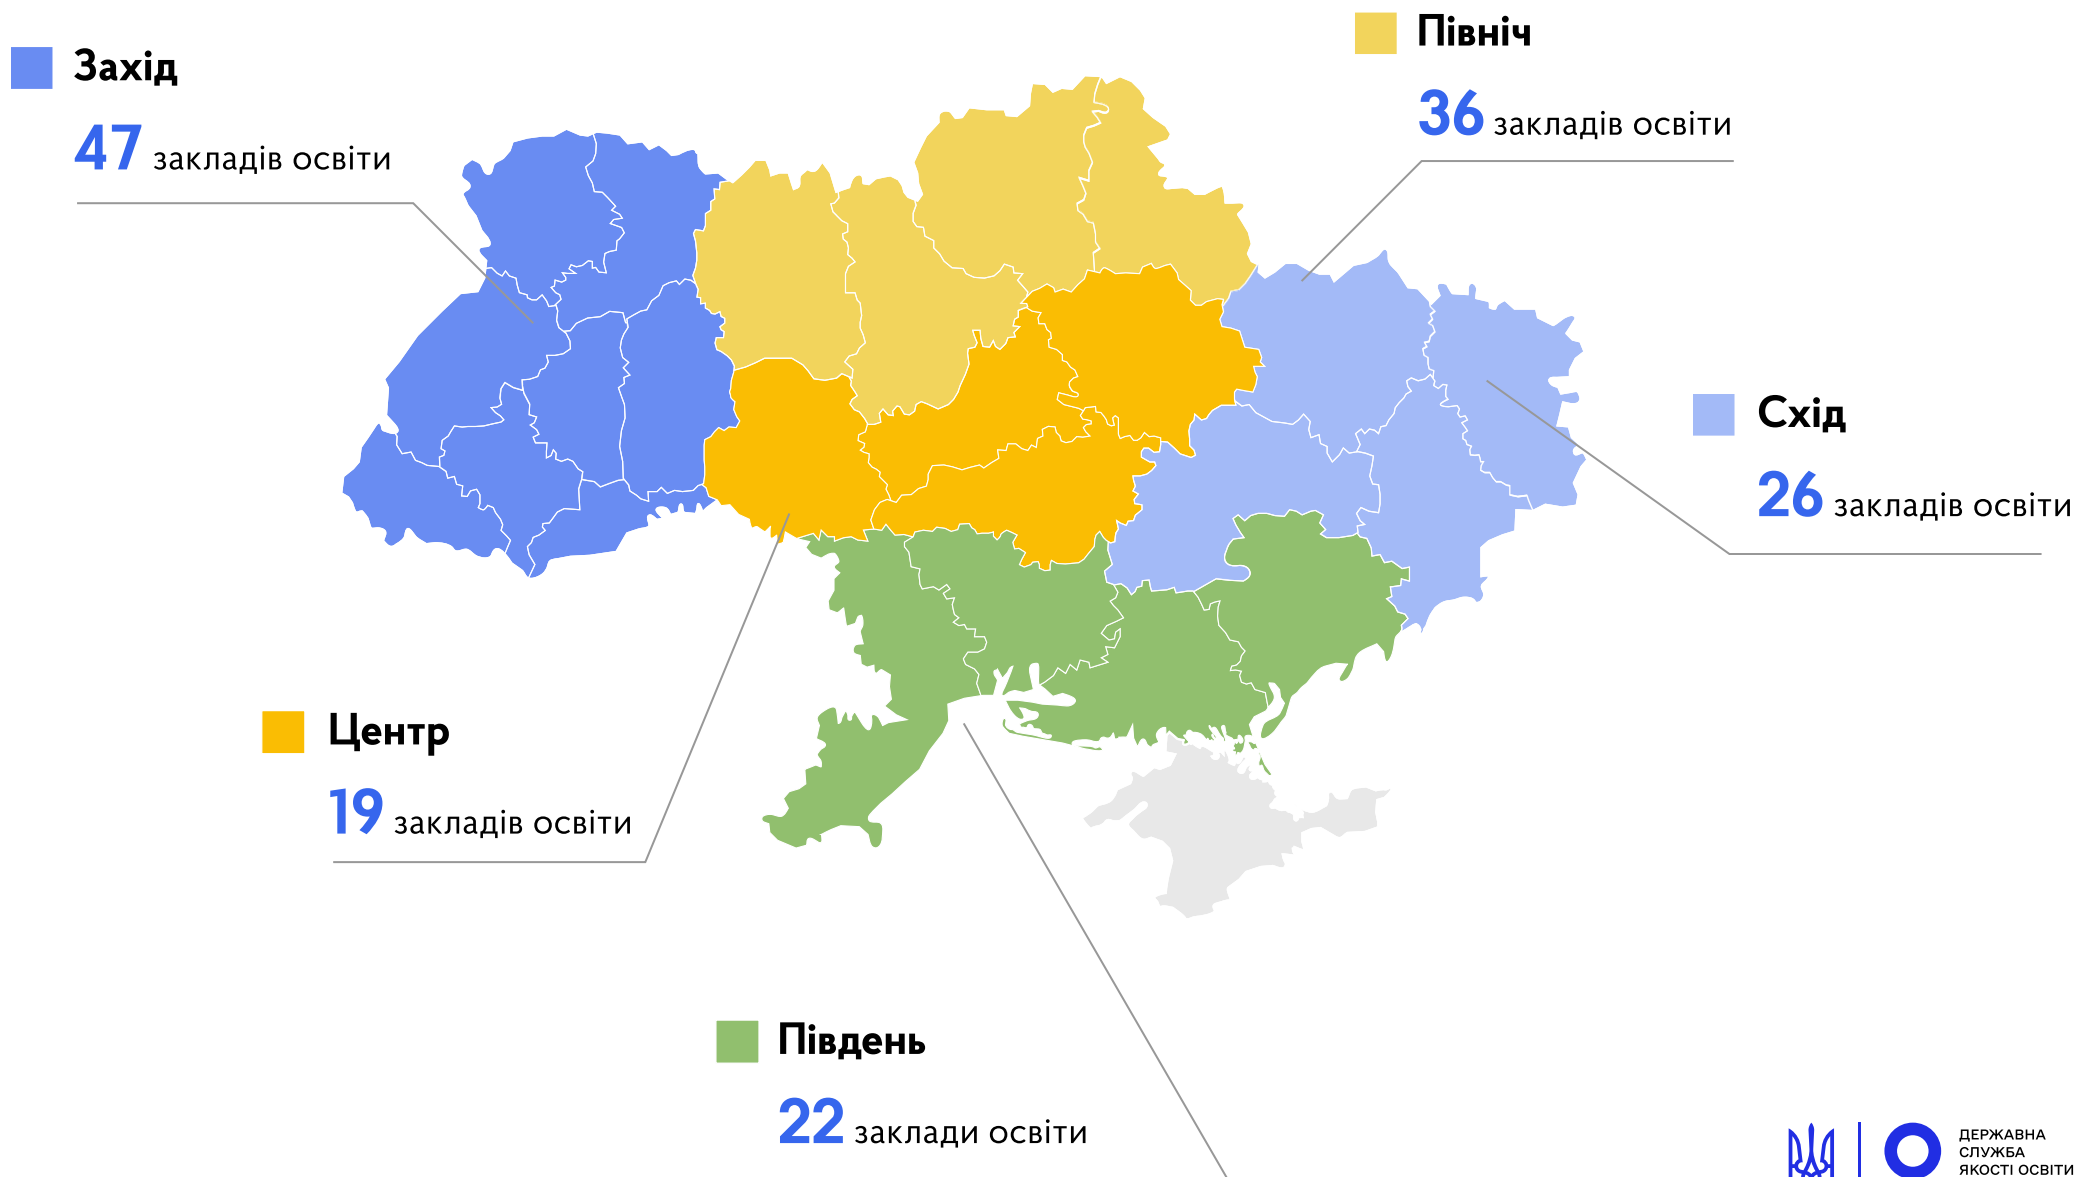 Захід
47 закладів освіти
Північ
36 закладів освіти
Схід
26 закладів освіти
Центр
19 закладів освіти
Південь
22 заклади освіти
ДЕРЖАВНА
СЛУЖБА
ЯКОСТІ ОСВІТИ